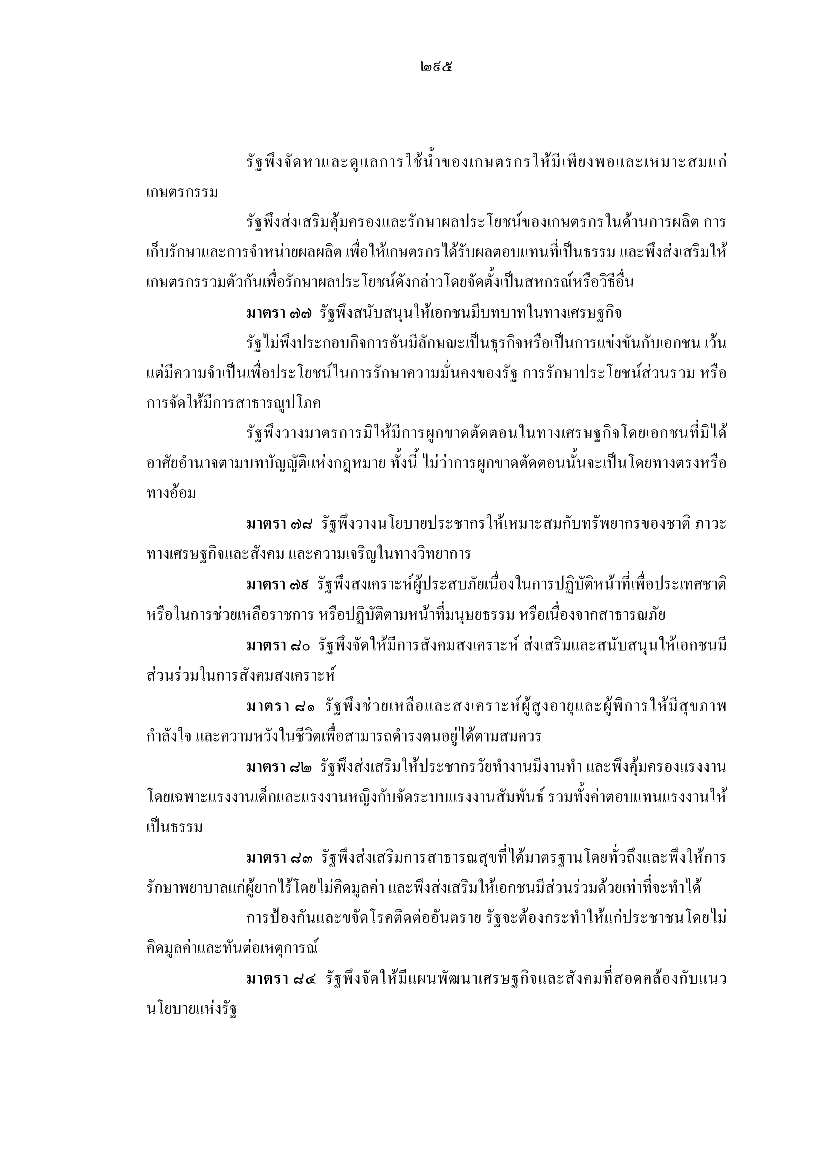 ๒๙๕
รัฐพึงจัดหาและดูแลการใช้น้ำของเกษตรกรให้มีเพียงพอและเหมาะสมแก่
เกษตรกรรม
รัฐพึงส่งเสริมคุ้มครองและรักษาผลประโยชน์ของเกษตรกรในด้านการผลิต การ
เก็บรักษาและการจำหน่ายผลผลิต เพื่อให้เกษตรกรได้รับผลตอบแทนที่เป็นธรรม และพึงส่งเสริมให้
เกษตรกรรวมตัวกันเพื่อรักษาผลประโยชน์ดังกล่าวโดยจัดตั้งเป็นสหกรณ์หรือวิธีอื่น
มาตรา ๗๗ รัฐพึงสนับสนุนให้เอกชนมีบทบาทในทางเศรษฐกิจ
รัฐไม่พึงประกอบกิจการอันมีลักษณะเป็นธุรกิจหรือเป็นการแข่งขันกับเอกชน เว้น
แต่มีความจำเป็นเพื่อประโยชน์ในการรักษาความมั่นคงของรัฐ การรักษาประโยชน์ส่วนรวม หรือ
การจัดให้มีการสาธารณูปโภค
รัฐพึงวางมาตรการมิให้มีการผูกขาดตัดตอนในทางเศรษฐกิจโดยเอกชนที่มิได้
อาศัยอำนาจตามบทบัญญัติแห่งกฎหมาย ทั้งนี้ ไม่ว่าการผูกขาดตัดตอนนั้นจะเป็นโดยทางตรงหรือ
ทางอ้อม
มาตรา ๗๘ รัฐพึงวางนโยบายประชากรให้เหมาะสมกับทรัพยากรของชาติ ภาวะ
ทางเศรษฐกิจและสังคม และความเจริญในทางวิทยาการ
มาตรา ๗๙ รัฐพึงสงเคราะห์ผู้ประสบภัยเนื่องในการปฏิบัติหน้าที่เพื่อประเทศชาติ
หรือในการช่วยเหลือราชการ หรือปฏิบัติตามหน้าที่มนุษยธรรม หรือเนื่องจากสาธารณภัย
มาตรา ๘๐ รัฐพึงจัดให้มีการสังคมสงเคราะห์ ส่งเสริมและสนับสนุนให้เอกชนมี
ส่วนร่วมในการสังคมสงเคราะห์
มาตรา ๘๑ รัฐพึงช่วยเหลือและสงเคราะห์ผู้สูงอายุและผู้พิการให้มีสุขภาพ
กำลังใจ และความหวังในชีวิตเพื่อสามารถดำรงตนอยู่ได้ตามสมควร
มาตรา ๘๒ รัฐพึงส่งเสริมให้ประชากรวัยทำงานมีงานทำ และพึงคุ้มครองแรงงาน
โดยเฉพาะแรงงานเด็กและแรงงานหญิงกับจัดระบบแรงงานสัมพันธ์ รวมทั้งค่าตอบแทนแรงงานให้
เป็นธรรม
มาตรา ๘๓ รัฐพึงส่งเสริมการสาธารณสุขที่ได้มาตรฐานโดยทั่วถึงและพึงให้การ
รักษาพยาบาลแก่ผู้ยากไร้โดยไม่คิดมูลค่า และพึงส่งเสริมให้เอกชนมีส่วนร่วมด้วยเท่าที่จะทำได้
การป้องกันและขจัดโรคติดต่ออันตราย รัฐจะต้องกระทำให้แก่ประชาชนโดยไม่
คิดมูลค่าและทันต่อเหตุการณ์
มาตรา ๘๔ รัฐพึงจัดให้มีแผนพัฒนาเศรษฐกิจและสังคมที่สอดคล้องกับแนว
นโยบายแห่งรัฐ